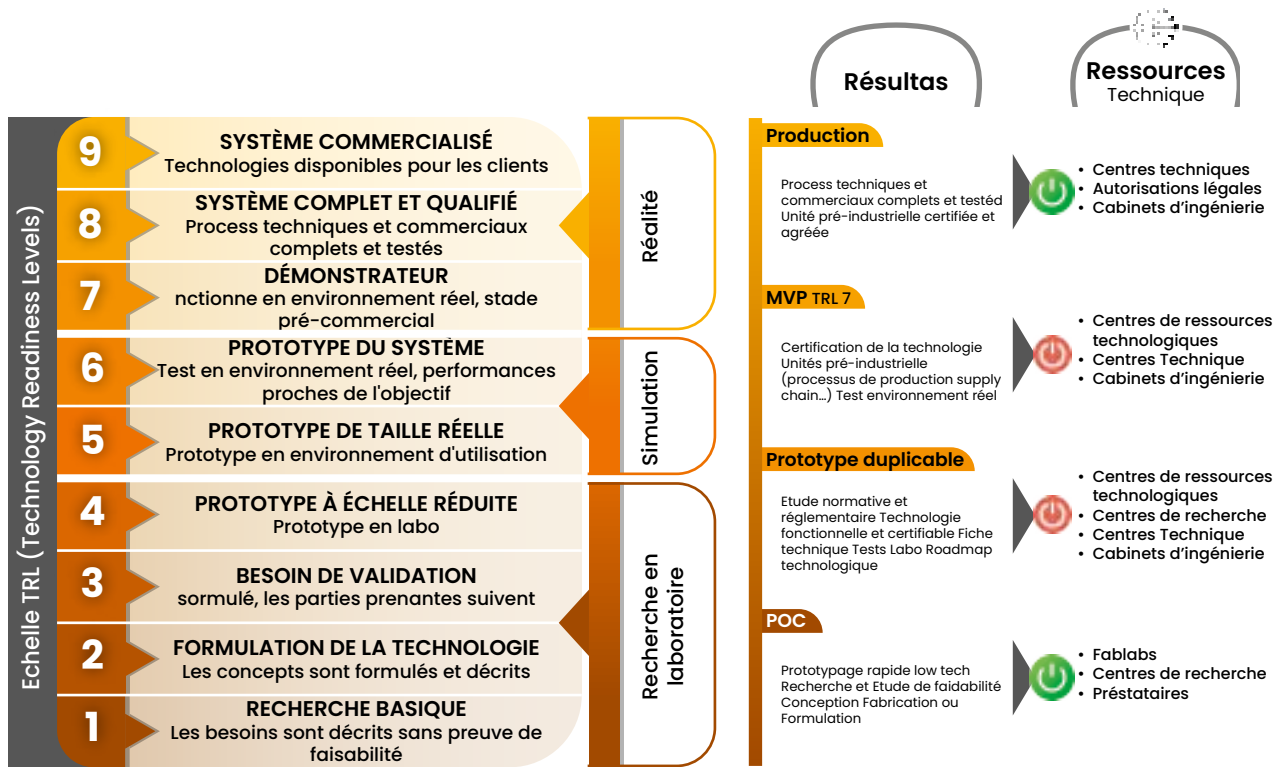 Echelle TRL (Technology Readiness Levels)
9
SYSTÈME COMMERCIALISÉ
Technologies disponibles pour les clients
8
SYSTÈME COMPLET ET QUALIFIÉ
Process techniques et commerciaux
complets et testés
7
DÉMONSTRATEUR
nctionne en environnement réel, stade
pré-commercial
6
PROTOTYPE DU SYSTÈME
Test en environnement réel, performances
proches de l'objectif
5
PROTOTYPE DE TAILLE RÉELLE
Prototype en environnement d'utilisation
4
PROTOTYPE À ÉCHELLE RÉDUITE
Prototype en labo
3
BESOIN DE VALIDATION
sormulé, les parties prenantes suivent
2
FORMULATION DE LA TECHNOLOGIE
Les concepts sont formulés et décrits
1
RECHERCHE BASIQUE
Les besoins sont décrits sans preuve de
faisabilité
Réalité
Simulation
Recherche en
laboratoire
Résultas
Production
Process techniques et
commerciaux complets et testéd
Unité pré-industrielle certifiée et
agréée
MVP TRL 7
Certification de la technologie
Unités pré-industrielle
(processus de production supply
chain…) Test environnement réel
Prototype duplicable
Etude normative et
réglementaire Technologie
fonctionnelle et certifiable Fiche
technique Tests Labo Roadmap
technologique
POC
Prototypage rapide low tech
Recherche et Etude de faidabilité
Conception Fabrication ou
Formulation
Ressources
Technique
• Centres techniques
• Autorisations légales
• Cabinets d’ingénierie
• Centres de ressources
technologiques
• Centres Technique
• Cabinets d’ingénierie
• Centres de ressources
technologiques
• Centres de recherche
• Centres Technique
• Cabinets d’ingénierie
• Fablabs
• Centres de recherche
• Préstataires